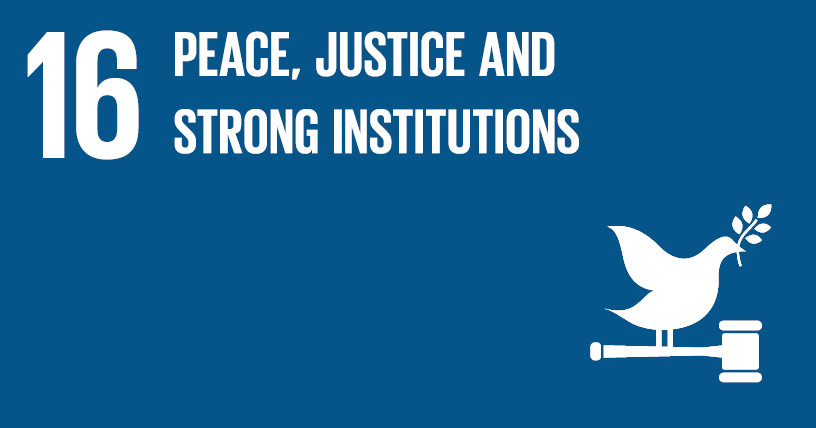 16
PEACE, JUSTICE AND
STRONG INSTITUTIONS